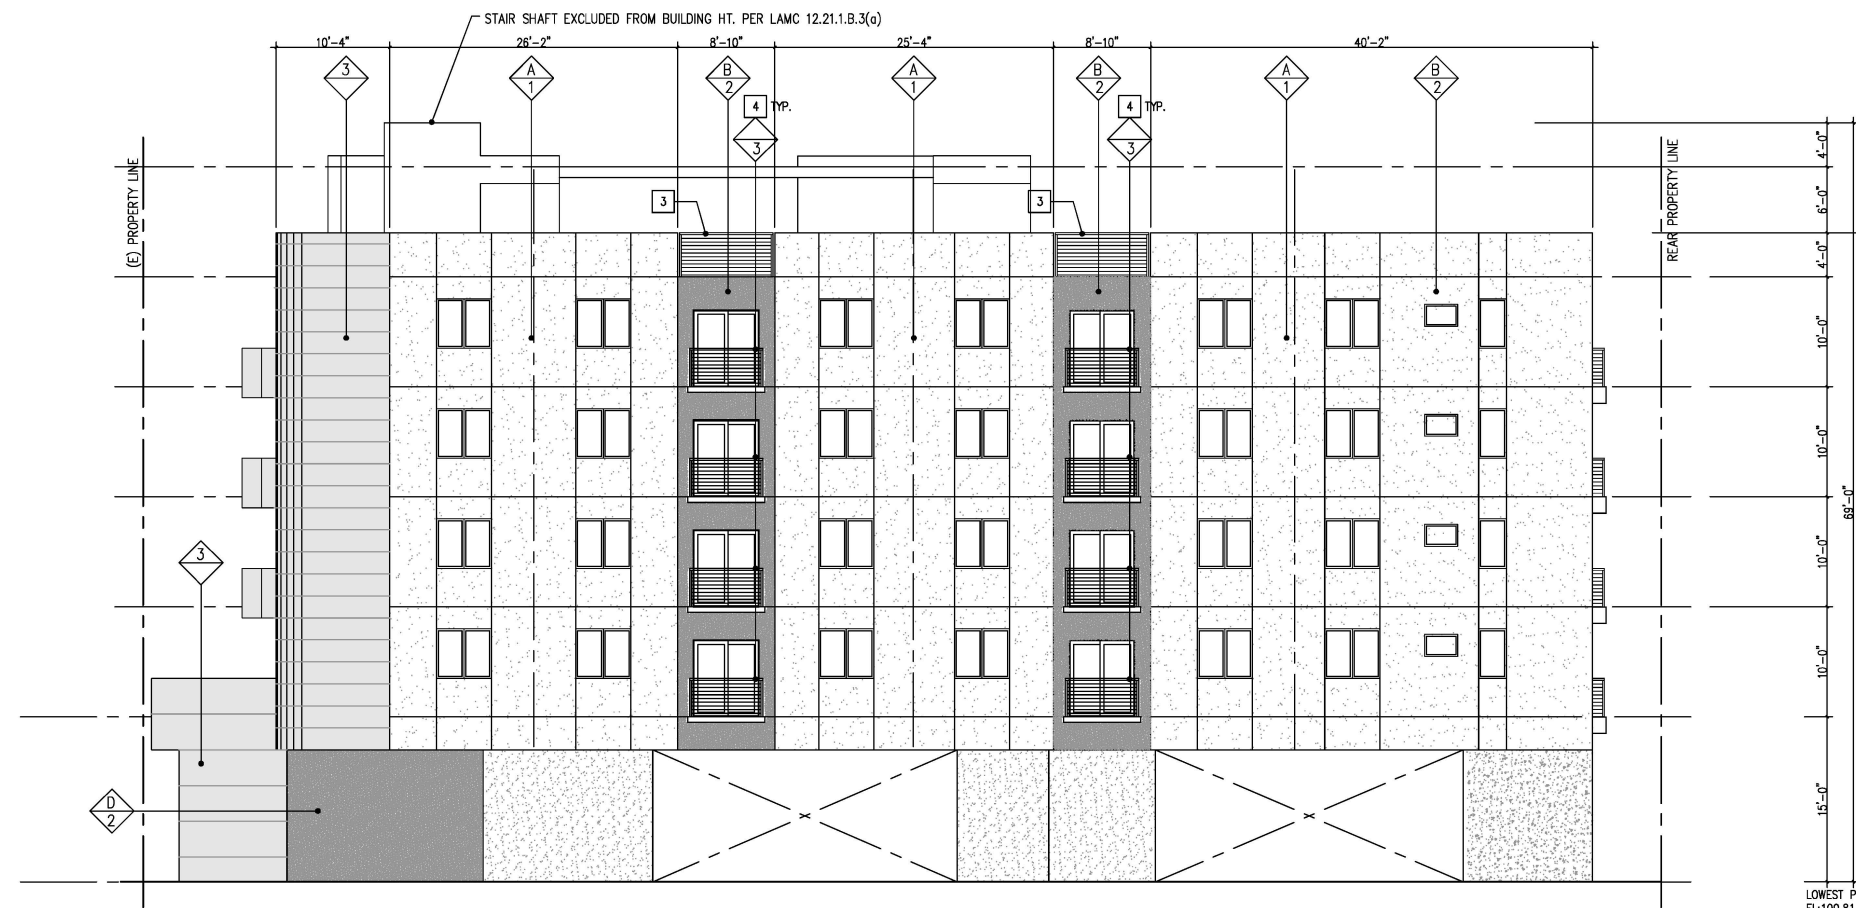 STAIR SHAFT EXCLUDED FROM BUILDING HT. PER LAMC 12.21.1.B.3(a)
10'-4" 26'-2" 8'-10" 25'-4" 8'-10" 40'-2"
3 A 1 B 2 A 1 B 2 A 1 B 2
4 TYP. 4 TYP.
3 3
4'-0"
(E) PROPERTY LINE
REAR PROPERTY LINE
3 3
6'-0"
4'-0"
10'-0"
10'-0"
69'-0"
10'-0"
3
10'-0"
15'-0"
D 2
LOWEST P